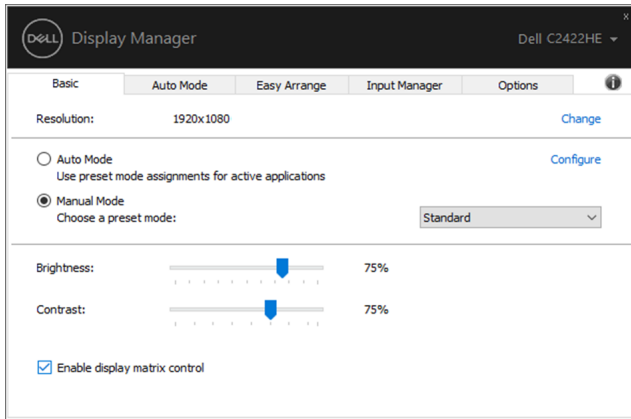 DELL Display Manager
Dell C2422HE
x
Basic Auto Mode Easy Arrange Input Manager Options i
Resolution: 1920x1080 Change
Auto Mode Configure
Use preset mode assignments for active applications
Manual Mode
Choose a preset mode: Standard
Brightness: 75%
Contrast: 75%
Enable display matrix control